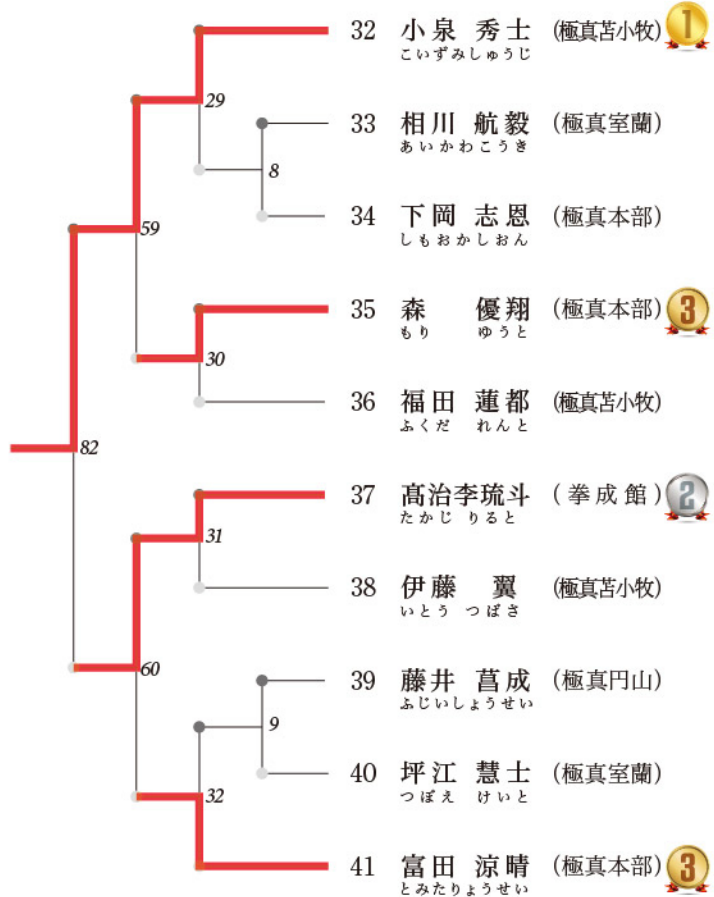 32 小泉 秀士 (極真苫小牧) 1
こいずみしゅうじ
29
33 相川 航毅 (極真室蘭)
あいかわこうき
8
34 下岡 志恩 (極真本部)
しもおかしおん
59
35 森 優翔 (極真本部) 3
もり ゆうと
30
36 福田 蓮都 (極真苫小牧)
ふくだ れんと
82
37 髙治李琉斗 (拳成館) 2
たかじ りると
31
38 伊藤 翼 (極真苫小牧)
いとう つばさ
60
39 藤井 菖成 (極真円山)
ふじいしょうせい
9
40 坪江 慧士 (極真室蘭)
つぼえ けいと
32
41 富田 涼晴 (極真本部) 3
とみたりょうせい